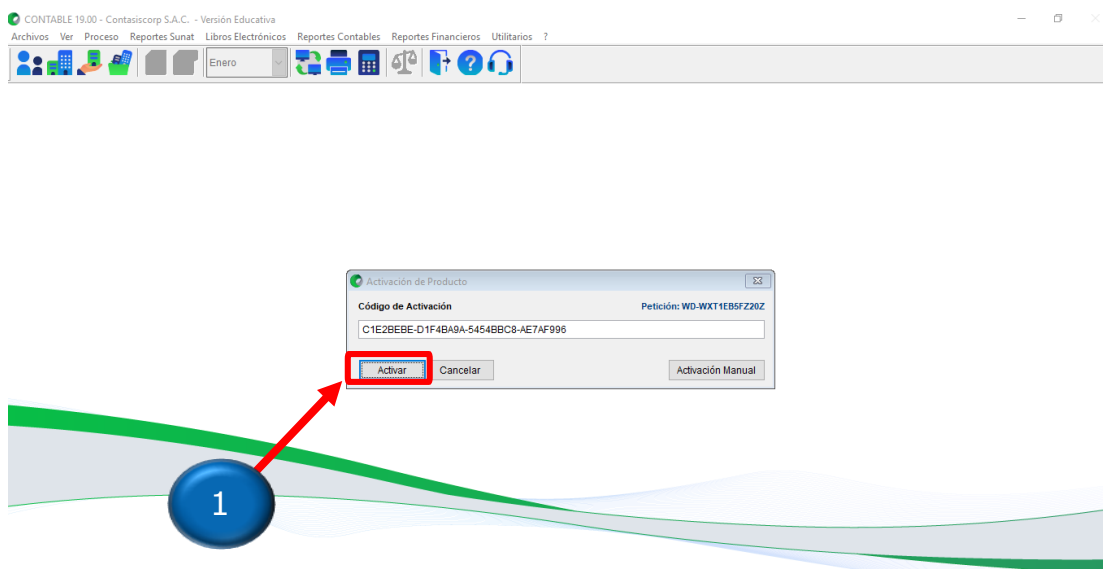 CONTABLE 19.00 - Contasiscorp S.A.C. - Versión Educativa
Archivos Ver Proceso Reportes Sunat Libros Electrónicos Reportes Contables Reportes Financieros Utilitarios ?
Enero
Activación de Producto
Código de Activación Petición: WD-WXT1EB5FZ20Z
C1E2BEBE-D1F4BA9A-5454BBC8-AE7AF996
Activar Cancelar Activación Manual
1